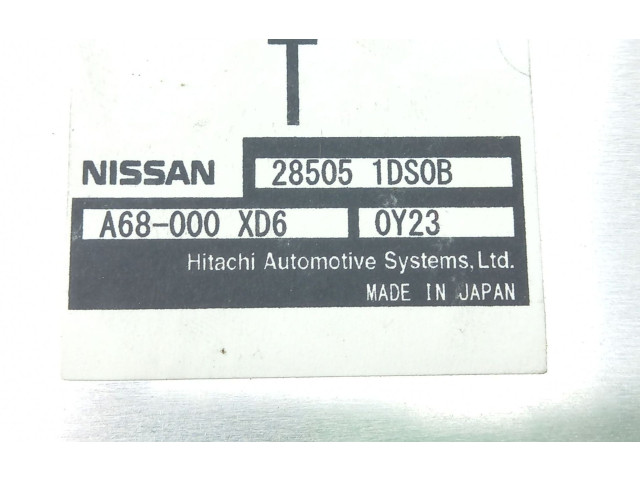 T
NISSAN 28505 1DS0B
A68-000 XD6 0Y23
Hitachi Automotive Systems, Ltd.
MADE IN JAPAN